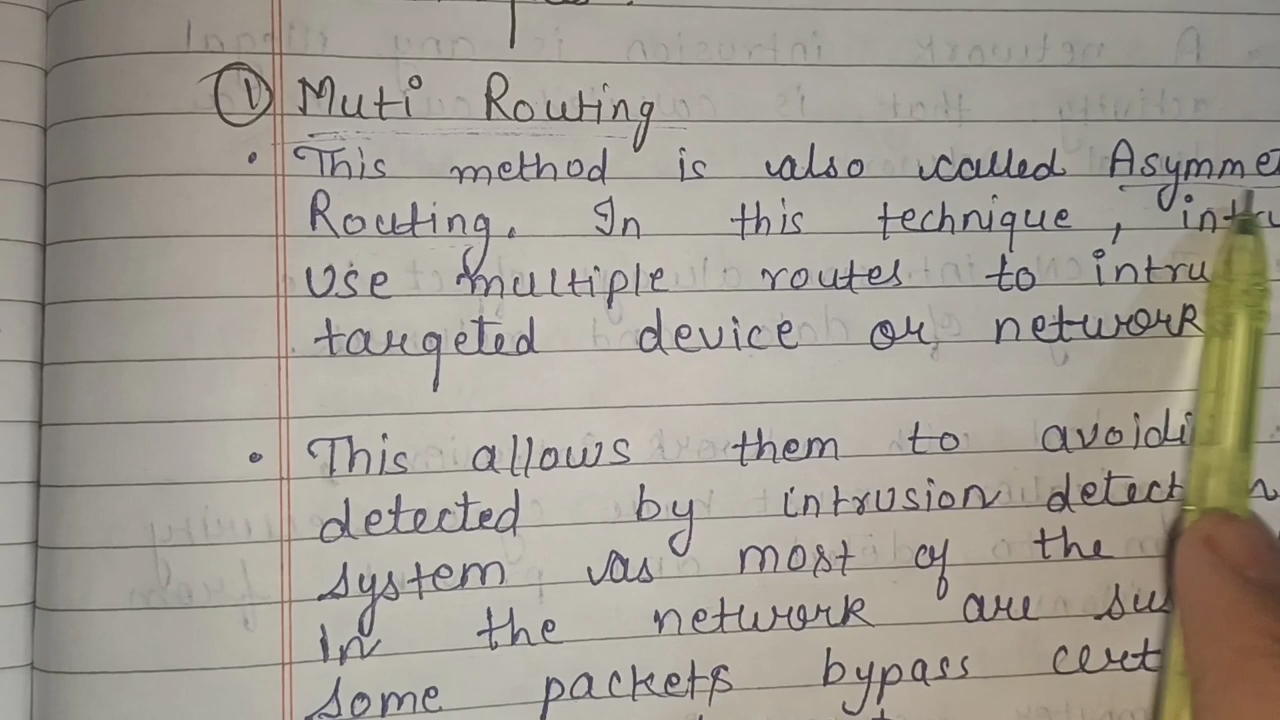 ① Muti Routing
• This method is also called Asymme
Routing. In this technique, intru
Use multiple routes to intru
targeted device or network
• This allows them to avoidi
detected by intrusion detect n
system as most of the
in the network are sus
some packets bypass cert